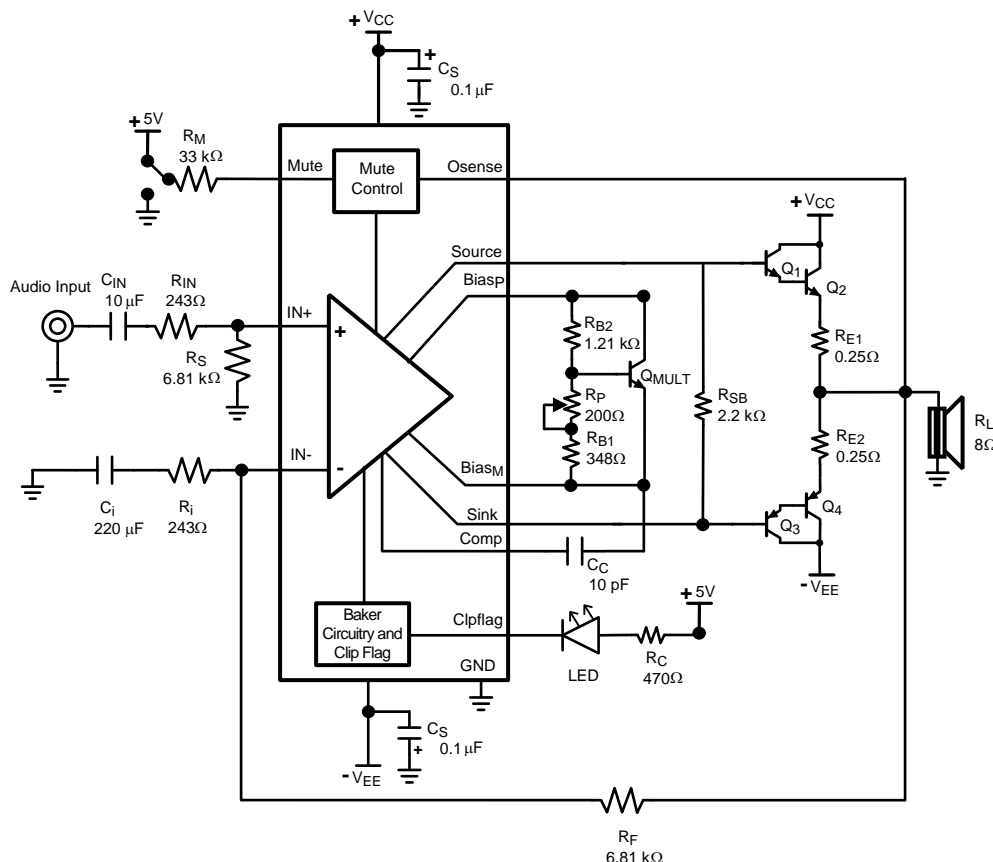 + VCC
+
CS
0.1 µF
+ 5V
RM
33 kΩ
Mute
Mute
Control
Osense
+ VCC
Source
Q1
Q2
CIN
10 µF
RIN
243Ω
Audio Input
IN+
+
BiasP
RS
6.81 kΩ
RB2
1.21 kΩ
QMULT
RE1
0.25Ω
RP
200Ω
RSB
2.2 kΩ
RL
8Ω
RB1
348Ω
RE2
0.25Ω
IN-
-
BiasM
Ci
220 µF
Ri
243Ω
Sink
Q3
Q4
Comp
CC
10 pF
- VEE
+ 5V
Baker
Circuitry and
Clip Flag
Clpflag
LED
RC
470Ω
GND
CS
0.1 µF
+
- VEE
RF
6.81 kΩ